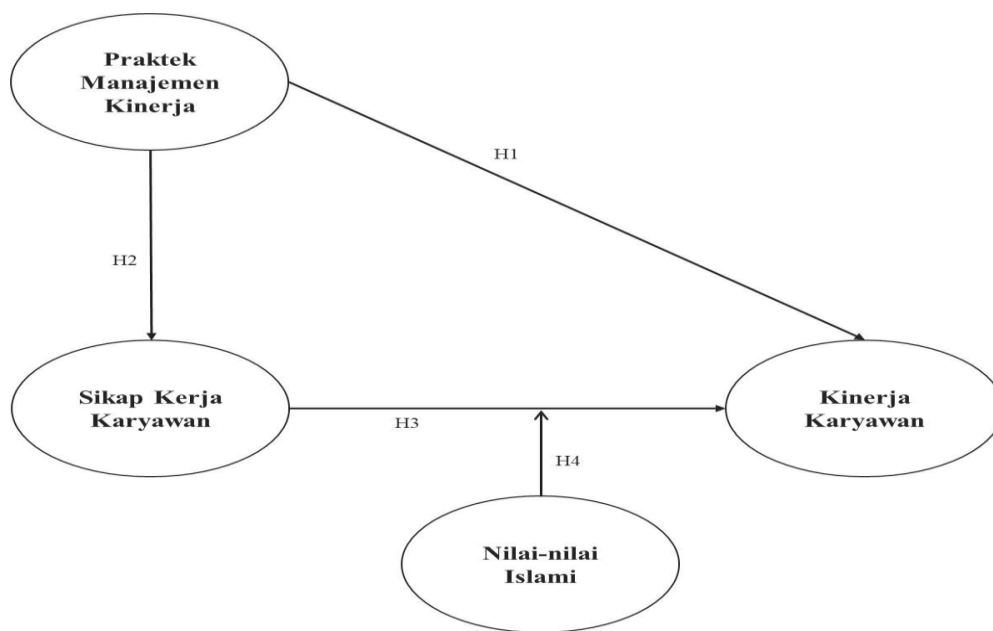 Praktek
Manajemen
Kinerja
H1
H2
Sikap Kerja
Karyawan
H3
Kinerja
Karyawan
H4
Nilai-nilai
Islami